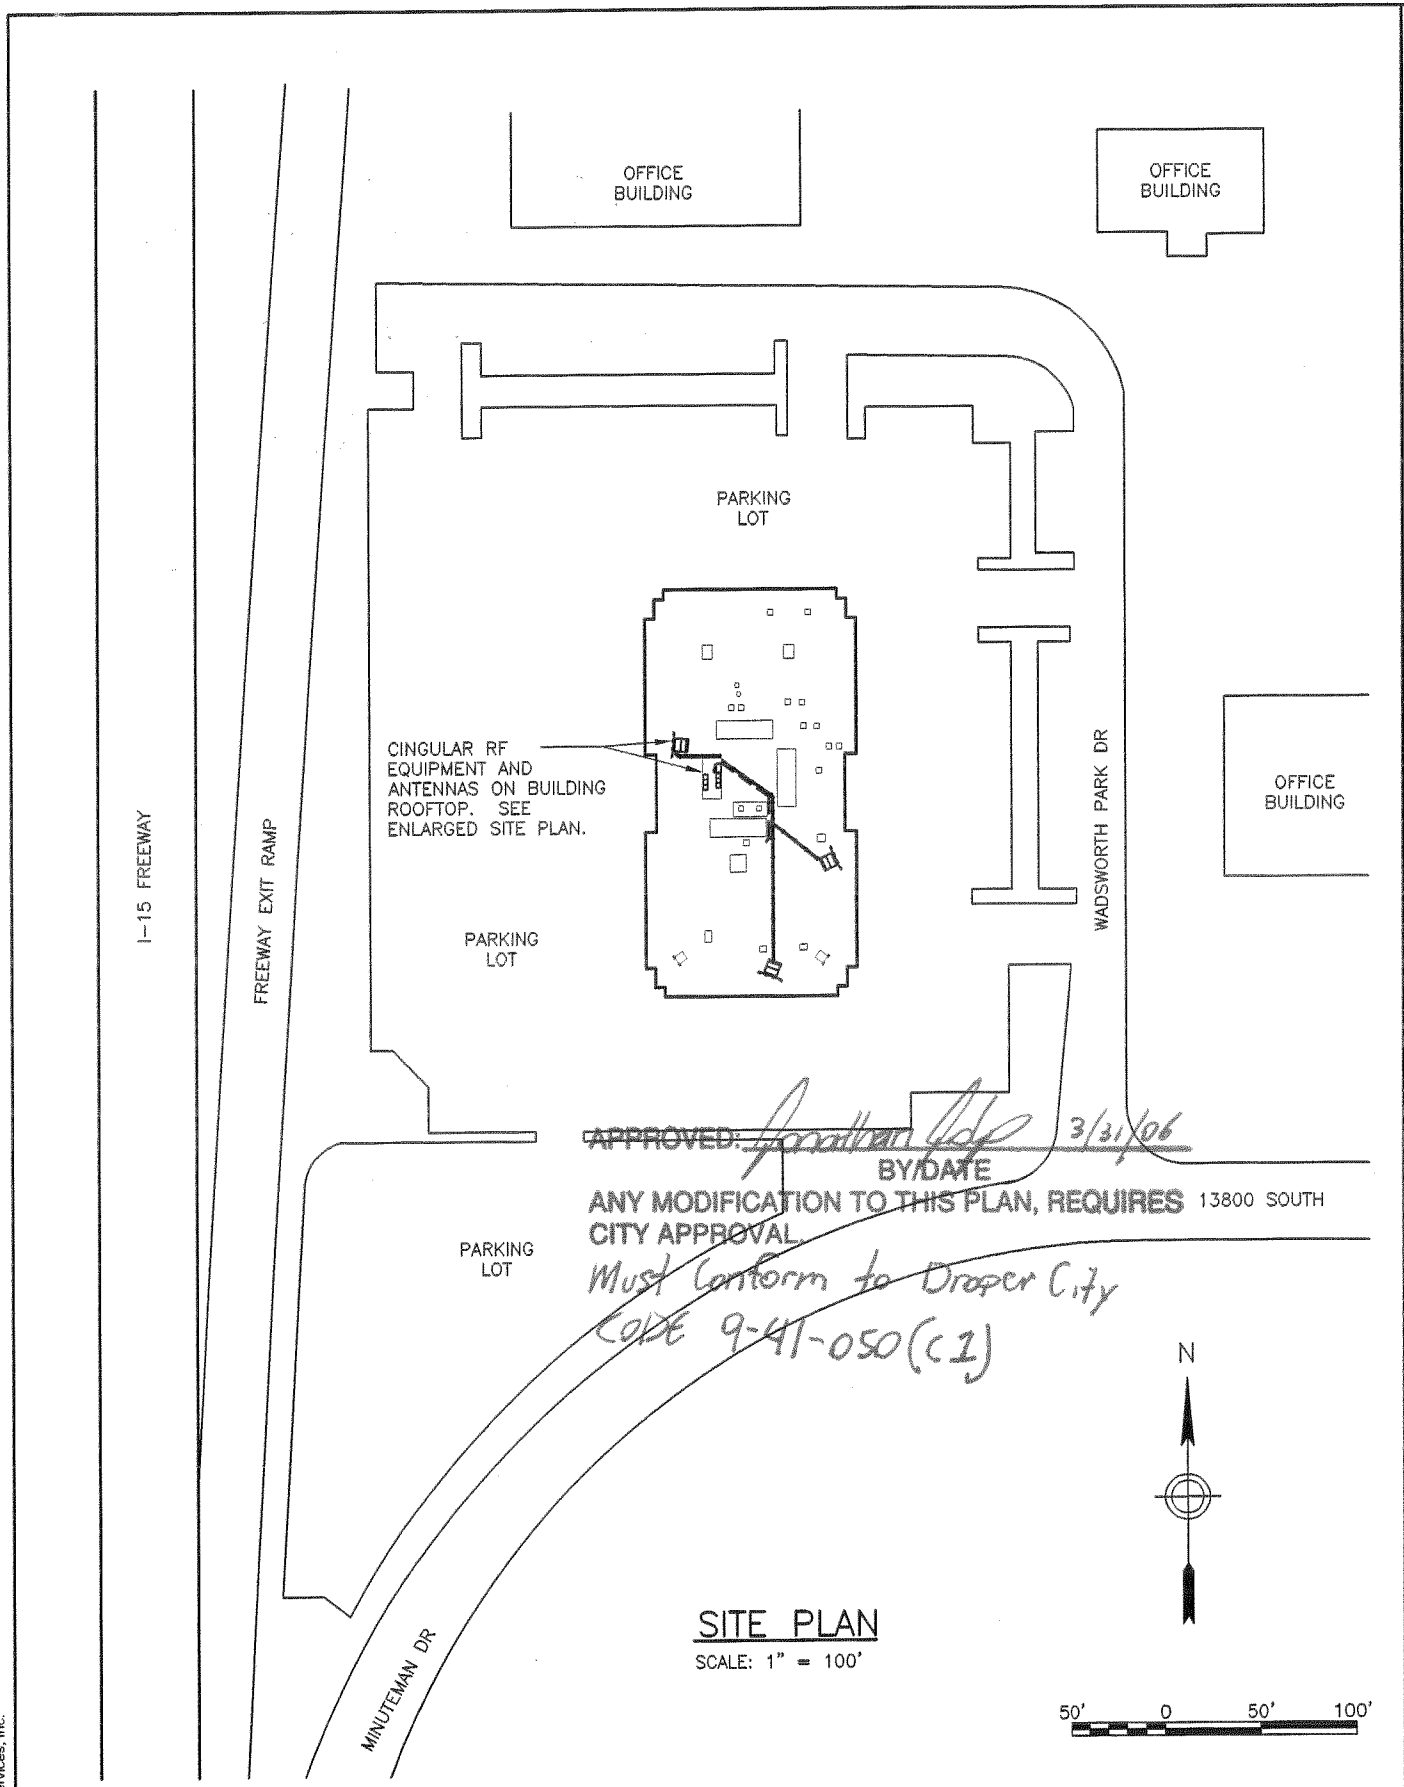 OFFICE
BUILDING
OFFICE
BUILDING
PARKING
LOT
CINGULAR RF
EQUIPMENT AND
ANTENNAS ON BUILDING
ROOFTOP. SEE
ENLARGED SITE PLAN.
I-15 FREEWAY
FREEWAY EXIT RAMP
WADSWORTH PARK DR
OFFICE
BUILDING
PARKING
LOT
APPROVED: Jonathan 3/31/06
BY/DATE
ANY MODIFICATION TO THIS PLAN, REQUIRES
CITY APPROVAL.
13800 SOUTH
PARKING
LOT
Must Conform to Draper City
CODE 9-41-050(C1)
N
MINUTEMAN DR
SITE PLAN
SCALE: 1" = 100'
50' 0 50' 100'